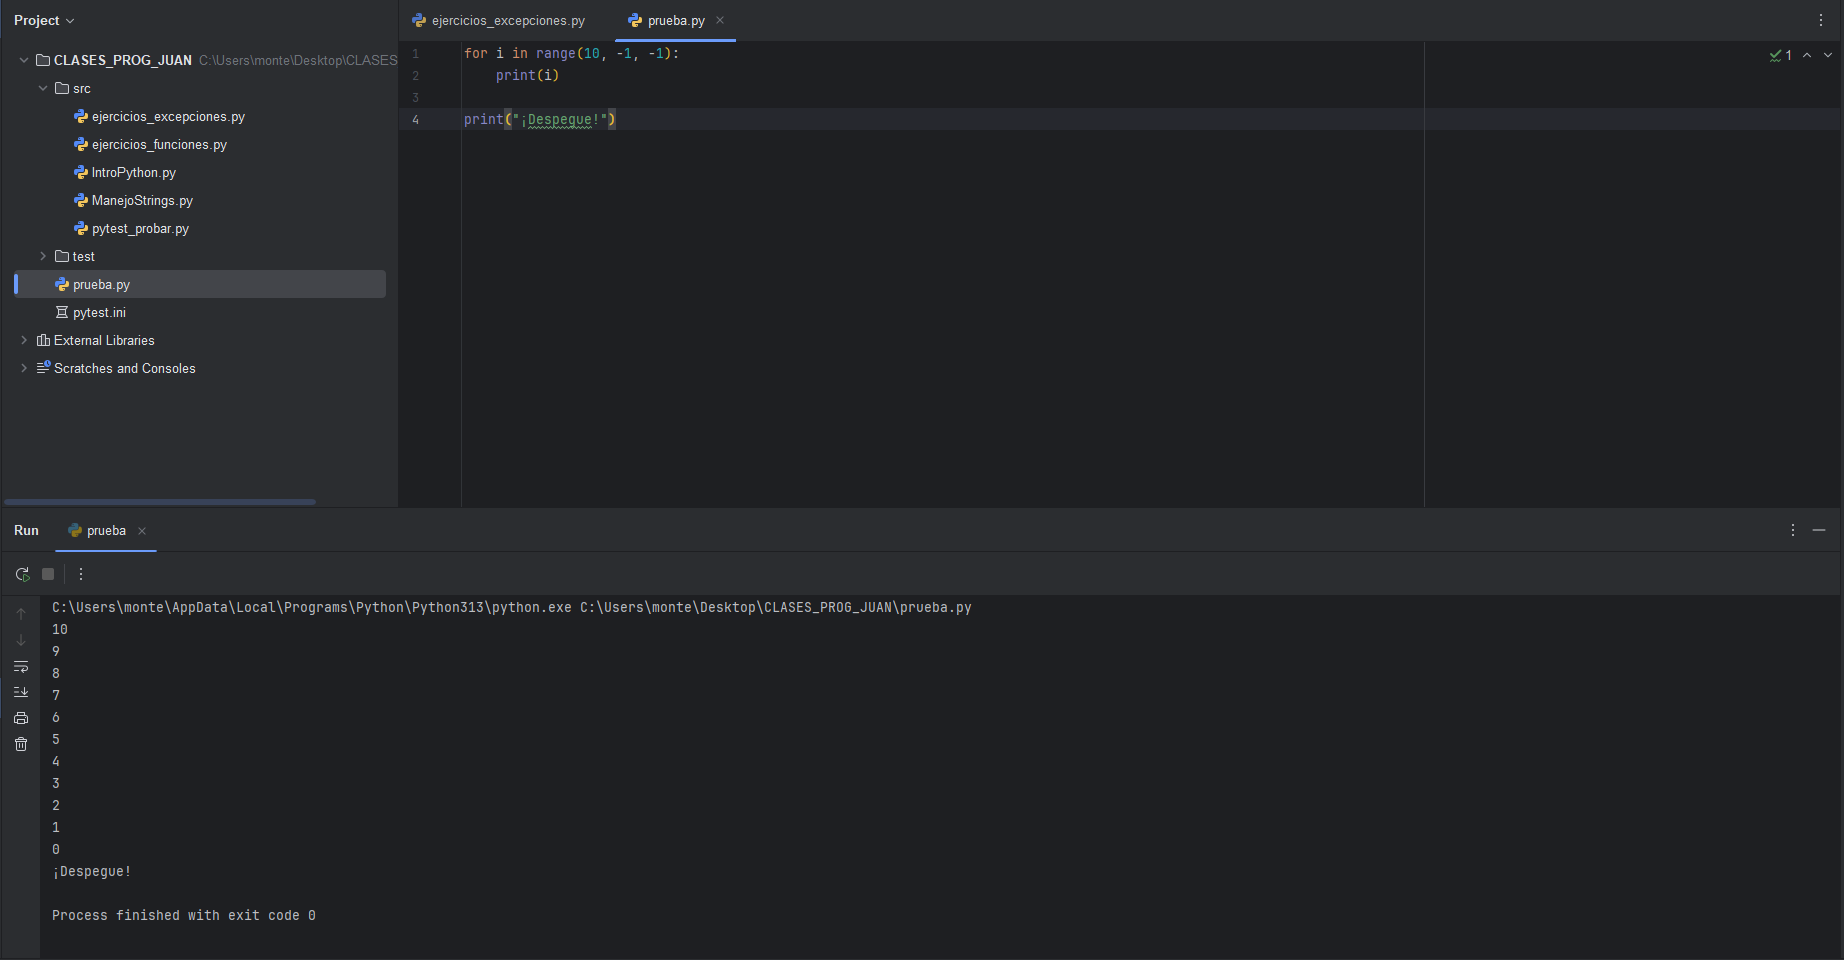 Project
ejercicios_excepciones.py prueba.py
CLASES_PROG_JUAN C:\Users\monte\Desktop\CLASES
src
ejercicios_excepciones.py
ejercicios_funciones.py
IntroPython.py
ManejoStrings.py
pytest_probar.py
test
prueba.py
pytest.ini
External Libraries
Scratches and Consoles
1 for i in range(10, -1, -1):
2     print(i)
3
4 print("¡Despegue!")
1
Run prueba
C:\Users\monte\AppData\Local\Programs\Python\Python313\python.exe C:\Users\monte\Desktop\CLASES_PROG_JUAN\prueba.py
10
9
8
7
6
5
4
3
2
1
0
¡Despegue!
Process finished with exit code 0